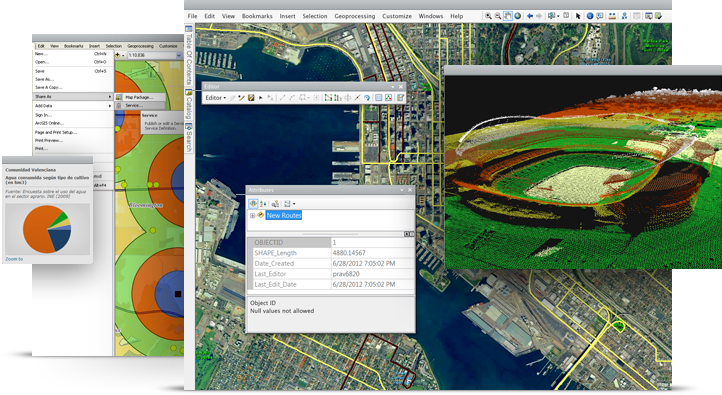 File Edit View Bookmarks Insert Selection Geoprocessing Customize Windows Help
Table Of Contents
Catalog
Search
Editor
Editor
Attributes
New Routes
OBJECTID 1
SHAPE_Length 4880.14567
Date_Created 6/28/2012 7:05:02 PM
Last_Editor prav6820
Last_Edit_Date 6/28/2012 7:05:02 PM
Object ID
Null values not allowed
Edit View Bookmarks Insert Selection Geoprocessing Customize
New... Ctrl+N
Open... Ctrl+O
Save Ctrl+S
Save As...
Save A Copy...
Share As
Add Data
Sign In...
ArcGIS Online...
Page and Print Setup...
Print Preview...
Print...
Alt+F4
Map Package...
Service...
Service
Publish or edit a Service
Service Definition.
Bloomington
Comunidad Valenciana
Agua consumida según tipo de cultivo
(en hm3)
Fuente: Encuesta sobre el uso del agua
en el sector agrario, INE (2009)
Zoom to